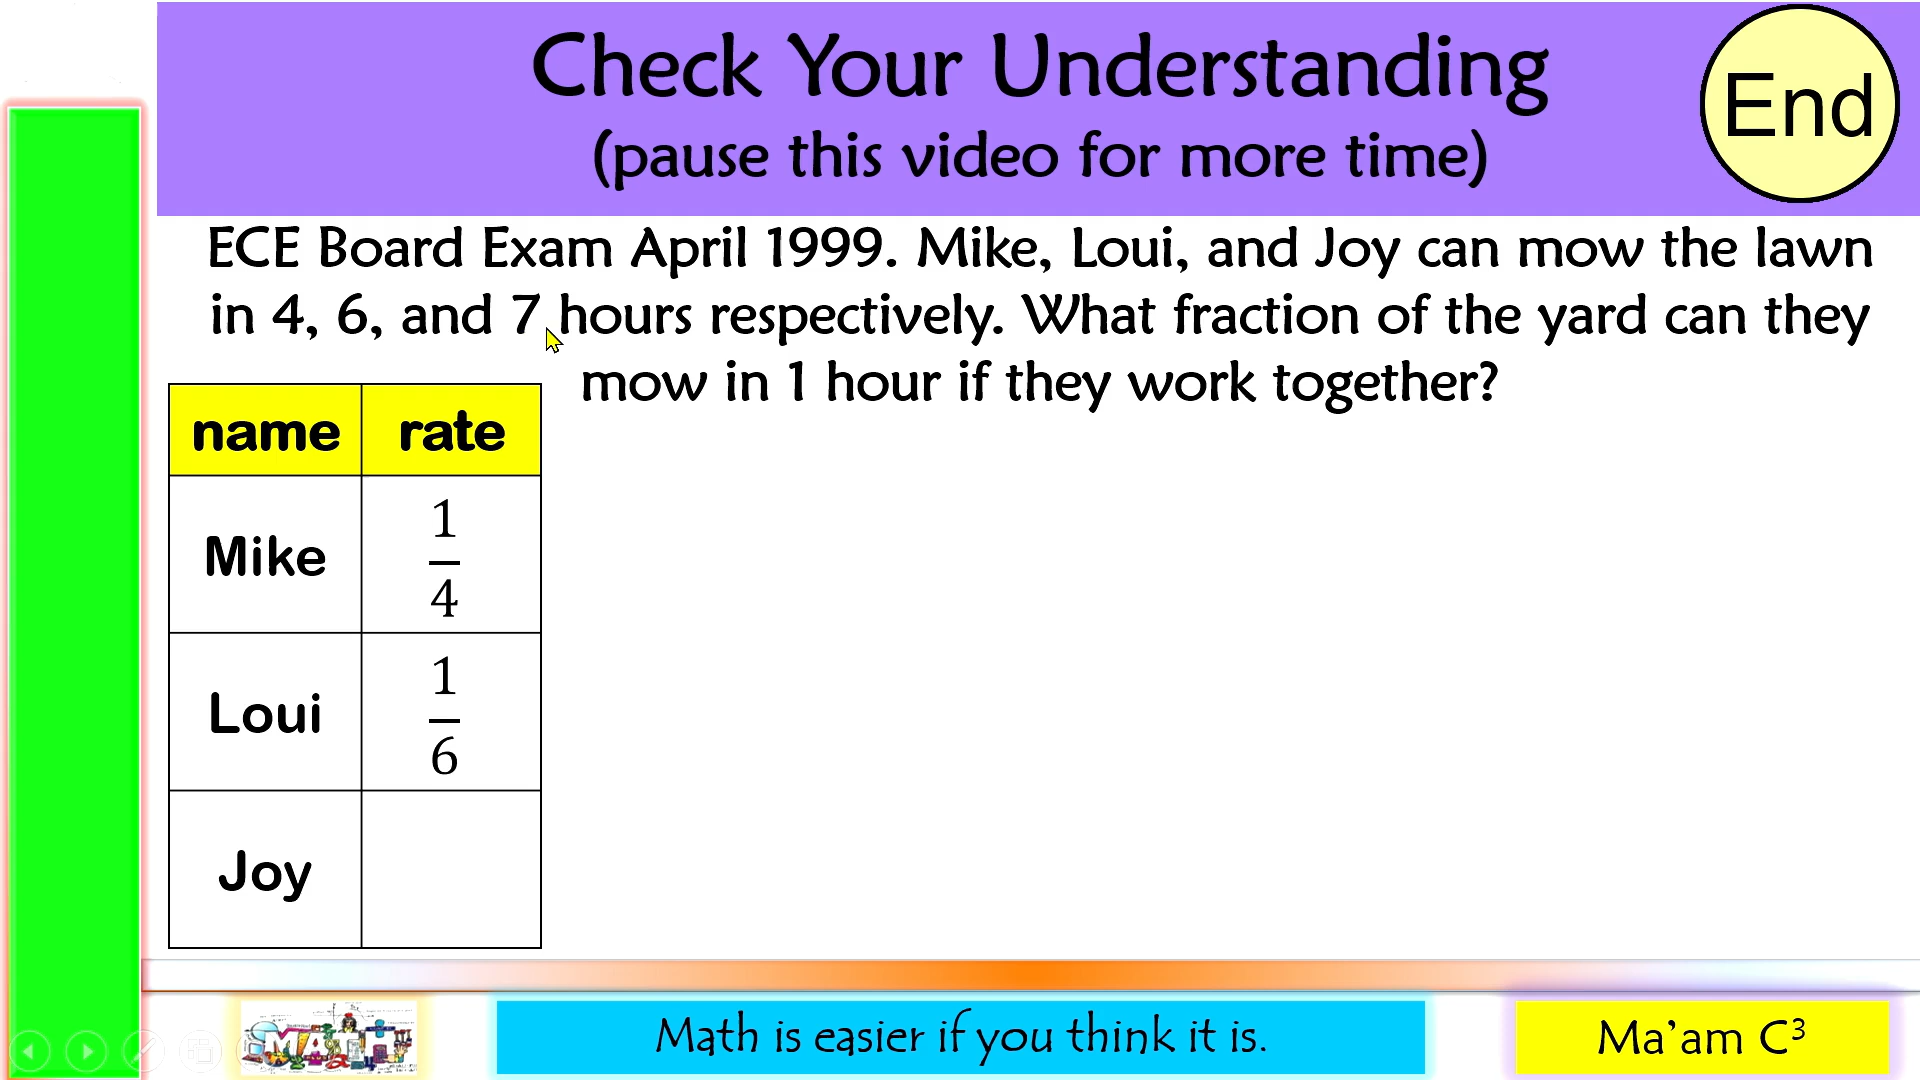 Check Your Understanding
(pause this video for more time)
End
ECE Board Exam April 1999. Mike, Loui, and Joy can mow the lawn
in 4, 6, and 7 hours respectively. What fraction of the yard can they
mow in 1 hour if they work together?
name rate
Mike 1/4
Loui 1/6
Joy
MATH
Math is easier if you think it is.
Ma’am C³